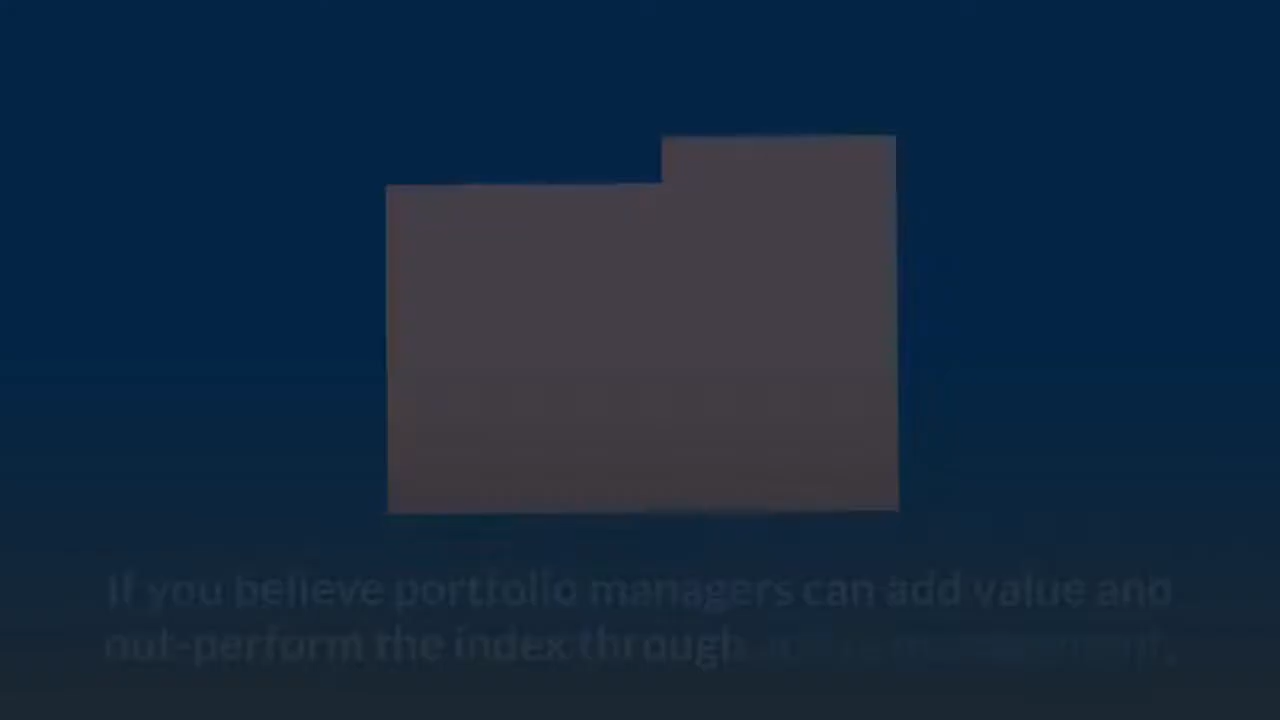 If you believe portfolio managers can add value and
out-perform the index through